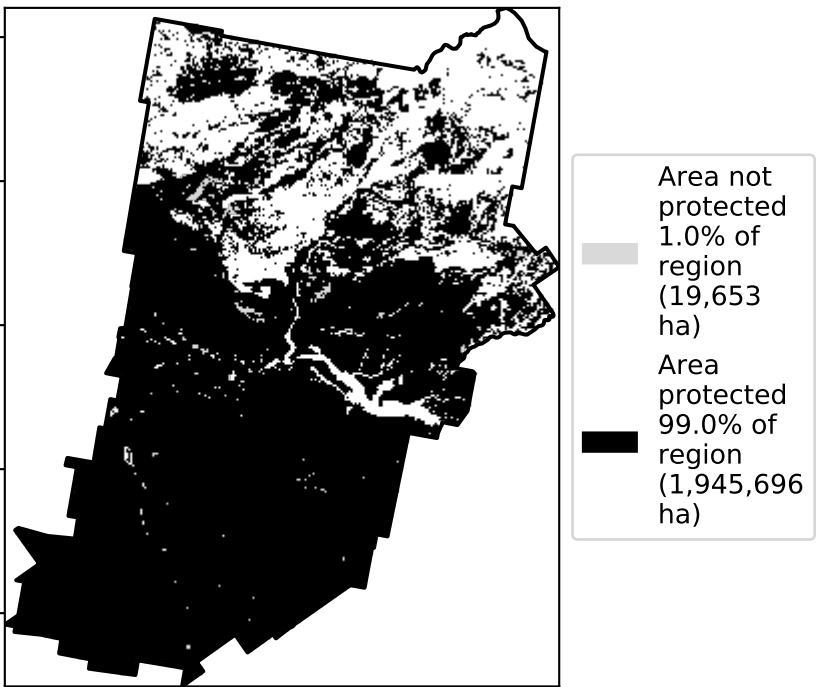 Area not
protected
1.0% of
region
(19,653
ha)
Area
protected
99.0% of
region
(1,945,696
ha)